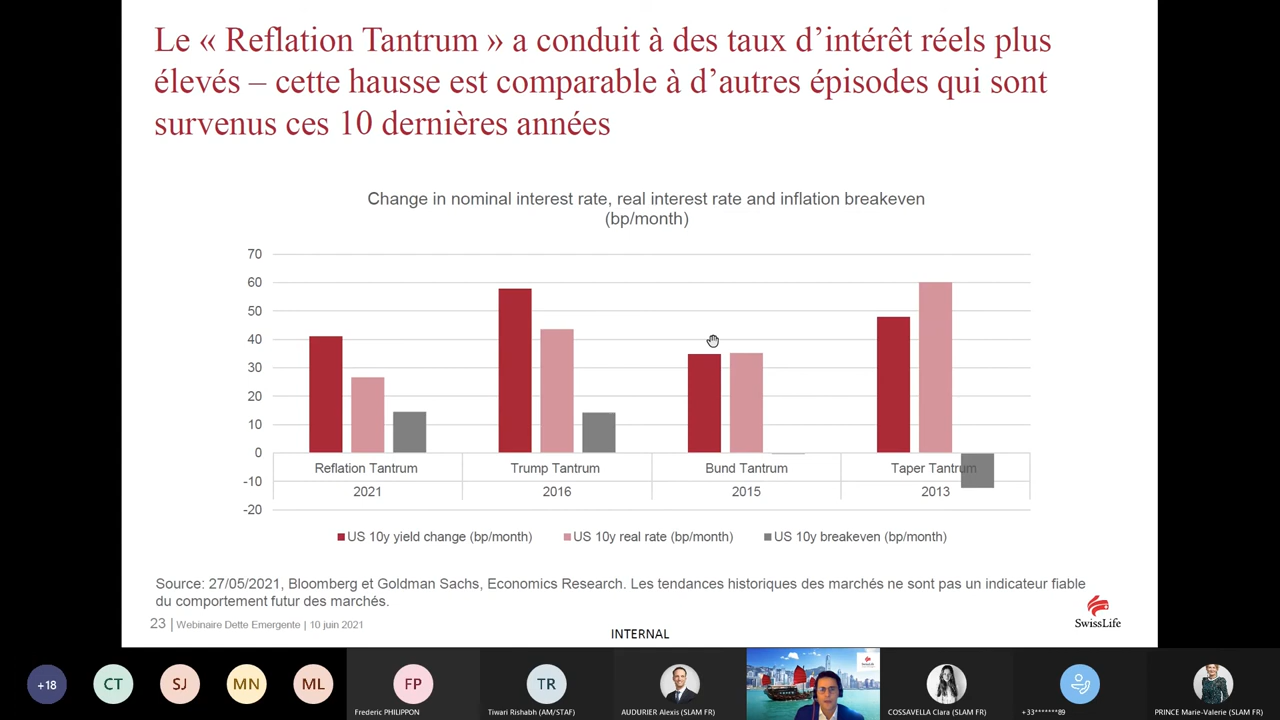 Le « Reflation Tantrum » a conduit à des taux d’intérêt réels plus
élevés – cette hausse est comparable à d’autres épisodes qui sont
survenus ces 10 dernières années
Change in nominal interest rate, real interest rate and inflation breakeven
(bp/month)
70
60
50
40
30
20
10
0
-10
-20
Reflation Tantrum
Trump Tantrum
Bund Tantrum
Taper Tantrum
2021
2016
2015
2013
US 10y yield change (bp/month)
US 10y real rate (bp/month)
US 10y breakeven (bp/month)
Source: 27/05/2021, Bloomberg et Goldman Sachs, Economics Research. Les tendances historiques des marchés ne sont pas un indicateur fiable
du comportement futur des marchés.
SwissLife
23 | Webinaire Dette Emergente | 10 juin 2021
INTERNAL
+18
CT
SJ
MN
ML
FP
TR
Frederic PHILIPPON
Tiwari Rishabh (AM/STAF)
AUDURIER Alexis (SLAM FR)
COSSAVELLA Clara (SLAM FR)
+33*******89
PRINCE Marie-Valerie (SLAM FR)